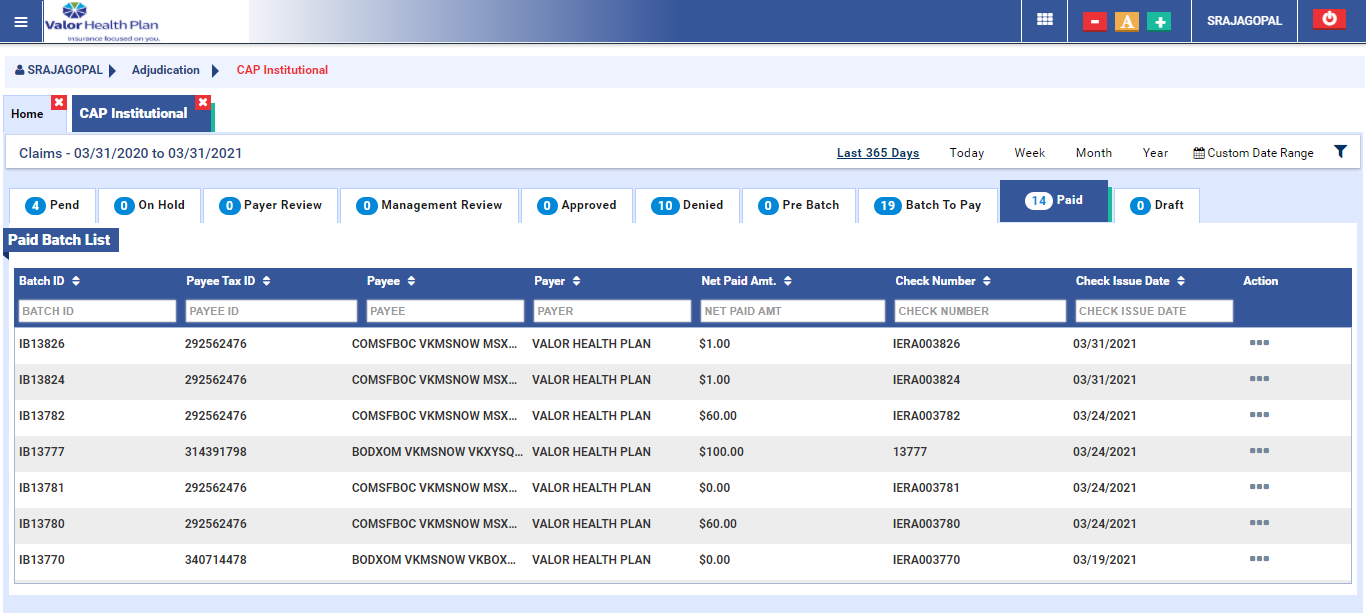 Valor Health Plan
Insurance focused on you.
A
SRAJAGOPAL
SRAJAGOPAL Adjudication CAP Institutional
Home CAP Institutional
Claims - 03/31/2020 to 03/31/2021 Last 365 Days Today Week Month Year Custom Date Range
4 Pend 0 On Hold 0 Payer Review 0 Management Review 0 Approved 10 Denied 0 Pre Batch 19 Batch To Pay 14 Paid 0 Draft
Paid Batch List
Batch ID Payee Tax ID Payee Payer Net Paid Amt. Check Number Check Issue Date Action
BATCH ID PAYEE ID PAYEE PAYER NET PAID AMT CHECK NUMBER CHECK ISSUE DATE
IB13826 292562476 COMSFBOC VKMSNOW MSX... VALOR HEALTH PLAN $1.00 IERA003826 03/31/2021
IB13824 292562476 COMSFBOC VKMSNOW MSX... VALOR HEALTH PLAN $1.00 IERA003824 03/31/2021
IB13782 292562476 COMSFBOC VKMSNOW MSX... VALOR HEALTH PLAN $60.00 IERA003782 03/24/2021
IB13777 314391798 BODXOM VKMSNOW VKXYSQ... VALOR HEALTH PLAN $100.00 13777 03/24/2021
IB13781 292562476 COMSFBOC VKMSNOW MSX... VALOR HEALTH PLAN $0.00 IERA003781 03/24/2021
IB13780 292562476 COMSFBOC VKMSNOW MSX... VALOR HEALTH PLAN $60.00 IERA003780 03/24/2021
IB13770 340714478 BODXOM VKMSNOW VKBOX... VALOR HEALTH PLAN $0.00 IERA003770 03/19/2021